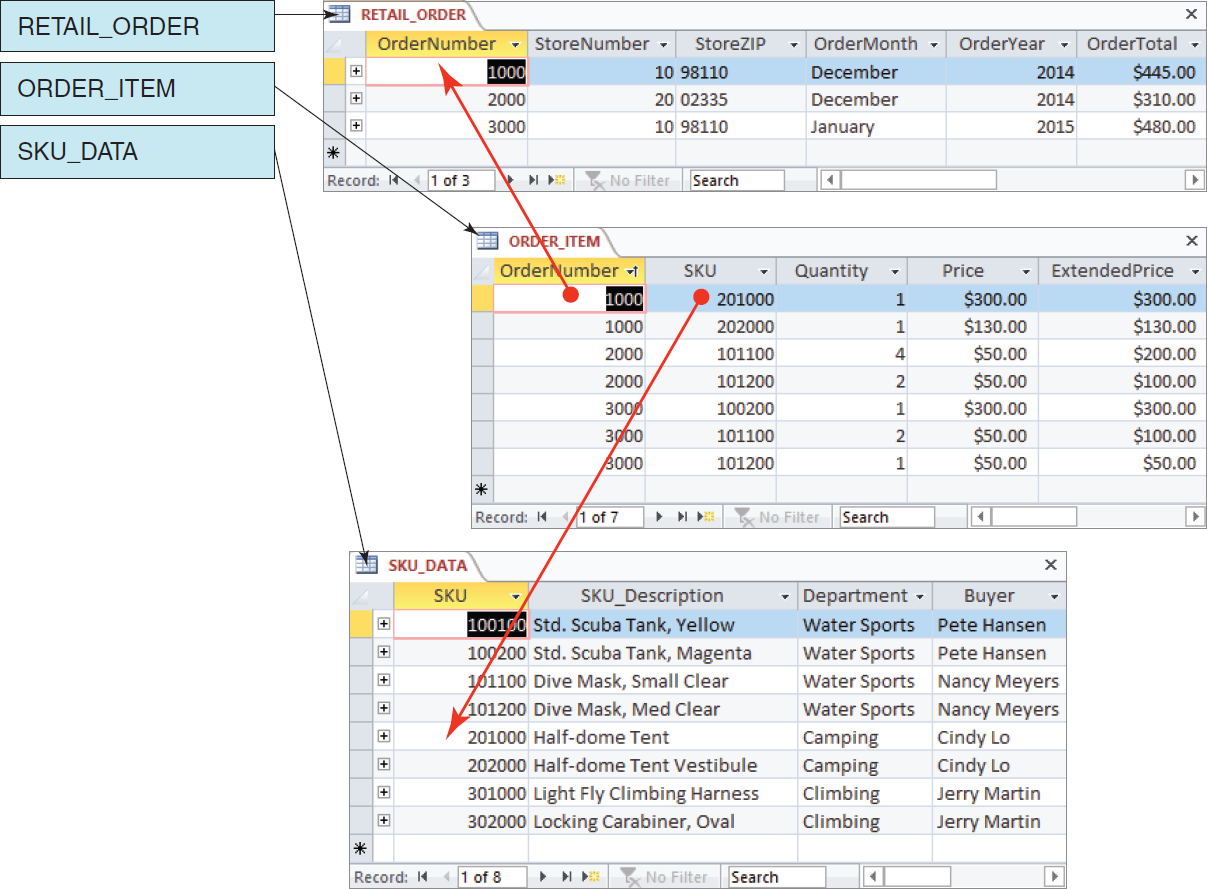 RETAIL_ORDER
ORDER_ITEM
SKU_DATA
RETAIL_ORDER
OrderNumber StoreNumber StoreZIP OrderMonth OrderYear OrderTotal
1000 10 98110 December 2014 $445.00
2000 20 02335 December 2014 $310.00
3000 10 98110 January 2015 $480.00
Record: 1 of 3 No Filter Search
ORDER_ITEM
OrderNumber SKU Quantity Price ExtendedPrice
1000 201000 1 $300.00 $300.00
1000 202000 1 $130.00 $130.00
2000 101100 4 $50.00 $200.00
2000 101200 2 $50.00 $100.00
3000 100200 1 $300.00 $300.00
3000 101100 2 $50.00 $100.00
3000 101200 1 $50.00 $50.00
Record: 1 of 7 No Filter Search
SKU_DATA
SKU SKU_Description Department Buyer
100100 Std. Scuba Tank, Yellow Water Sports Pete Hansen
100200 Std. Scuba Tank, Magenta Water Sports Pete Hansen
101100 Dive Mask, Small Clear Water Sports Nancy Meyers
101200 Dive Mask, Med Clear Water Sports Nancy Meyers
201000 Half-dome Tent Camping Cindy Lo
202000 Half-dome Tent Vestibule Camping Cindy Lo
301000 Light Fly Climbing Harness Climbing Jerry Martin
302000 Locking Carabiner, Oval Climbing Jerry Martin
Record: 1 of 8 No Filter Search